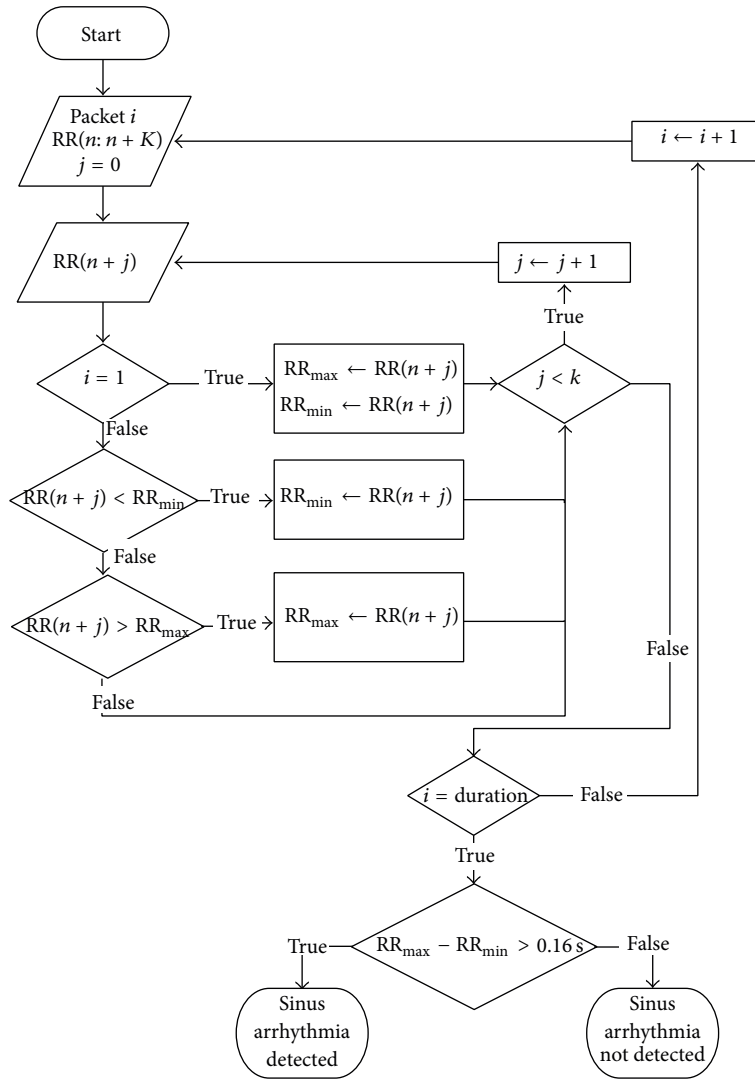 Start
Packet i
RR(n: n + K)
j = 0
i ← i + 1
RR(n + j)
j ← j + 1
True
i = 1
True
RRmax ← RR(n + j)
RRmin ← RR(n + j)
j < k
False
RR(n + j) < RRmin
True
RRmin ← RR(n + j)
False
RR(n + j) > RRmax
True
RRmax ← RR(n + j)
False
False
i = duration
False
True
RRmax − RRmin > 0.16 s
True
False
Sinus
arrhythmia
detected
Sinus
arrhythmia
not detected